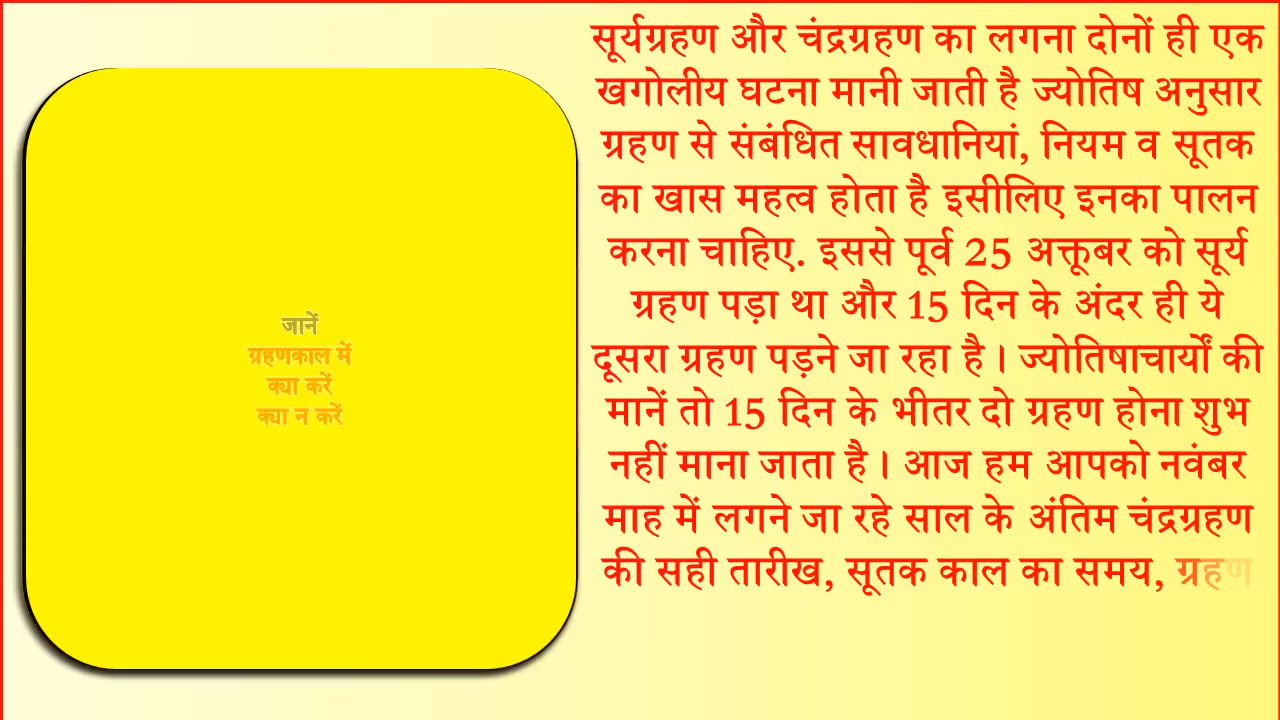 जानें
ग्रहणकाल में
क्या करें
क्या न करें
सूर्यग्रहण और चंद्रग्रहण का लगना दोनों ही एक
खगोलीय घटना मानी जाती है ज्योतिष अनुसार
ग्रहण से संबंधित सावधानियां, नियम व सूतक
का खास महत्व होता है इसीलिए इनका पालन
करना चाहिए. इससे पूर्व 25 अक्तूबर को सूर्य
ग्रहण पड़ा था और 15 दिन के अंदर ही ये
दूसरा ग्रहण पड़ने जा रहा है। ज्योतिषाचार्यों की
मानें तो 15 दिन के भीतर दो ग्रहण होना शुभ
नहीं माना जाता है। आज हम आपको नवंबर
माह में लगने जा रहे साल के अंतिम चंद्रग्रहण
की सही तारीख, सूतक काल का समय, ग्रहण